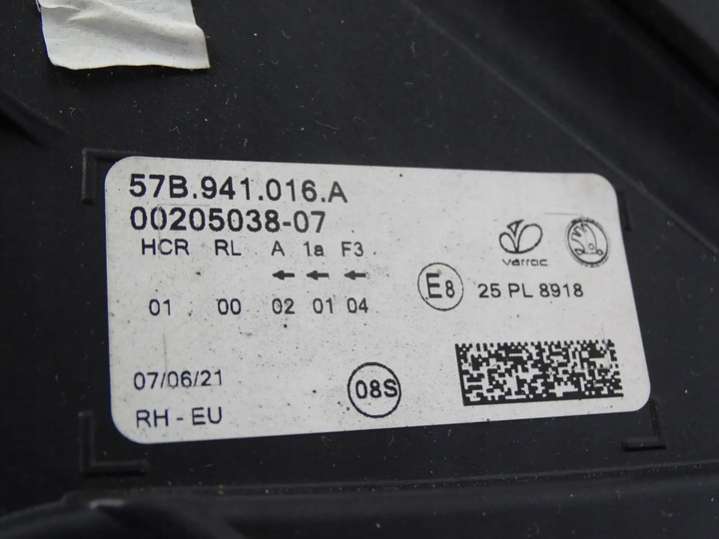 57B.941.016.A
00205038-07
HCR RL A 1a F3
← ← ←
01 00 02 01 04
varroc
E8 25 PL 8918
07/06/21
08S
RH - EU